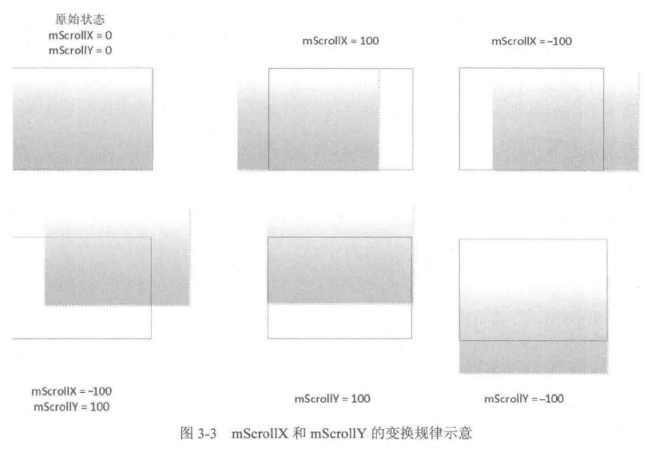 原始状态
mScrollX = 0
mScrollY = 0
mScrollX = 100
mScrollX = –100
mScrollX = –100
mScrollY = 100
mScrollY = 100
mScrollY = –100
图 3-3 mScrollX 和 mScrollY 的变换规律示意